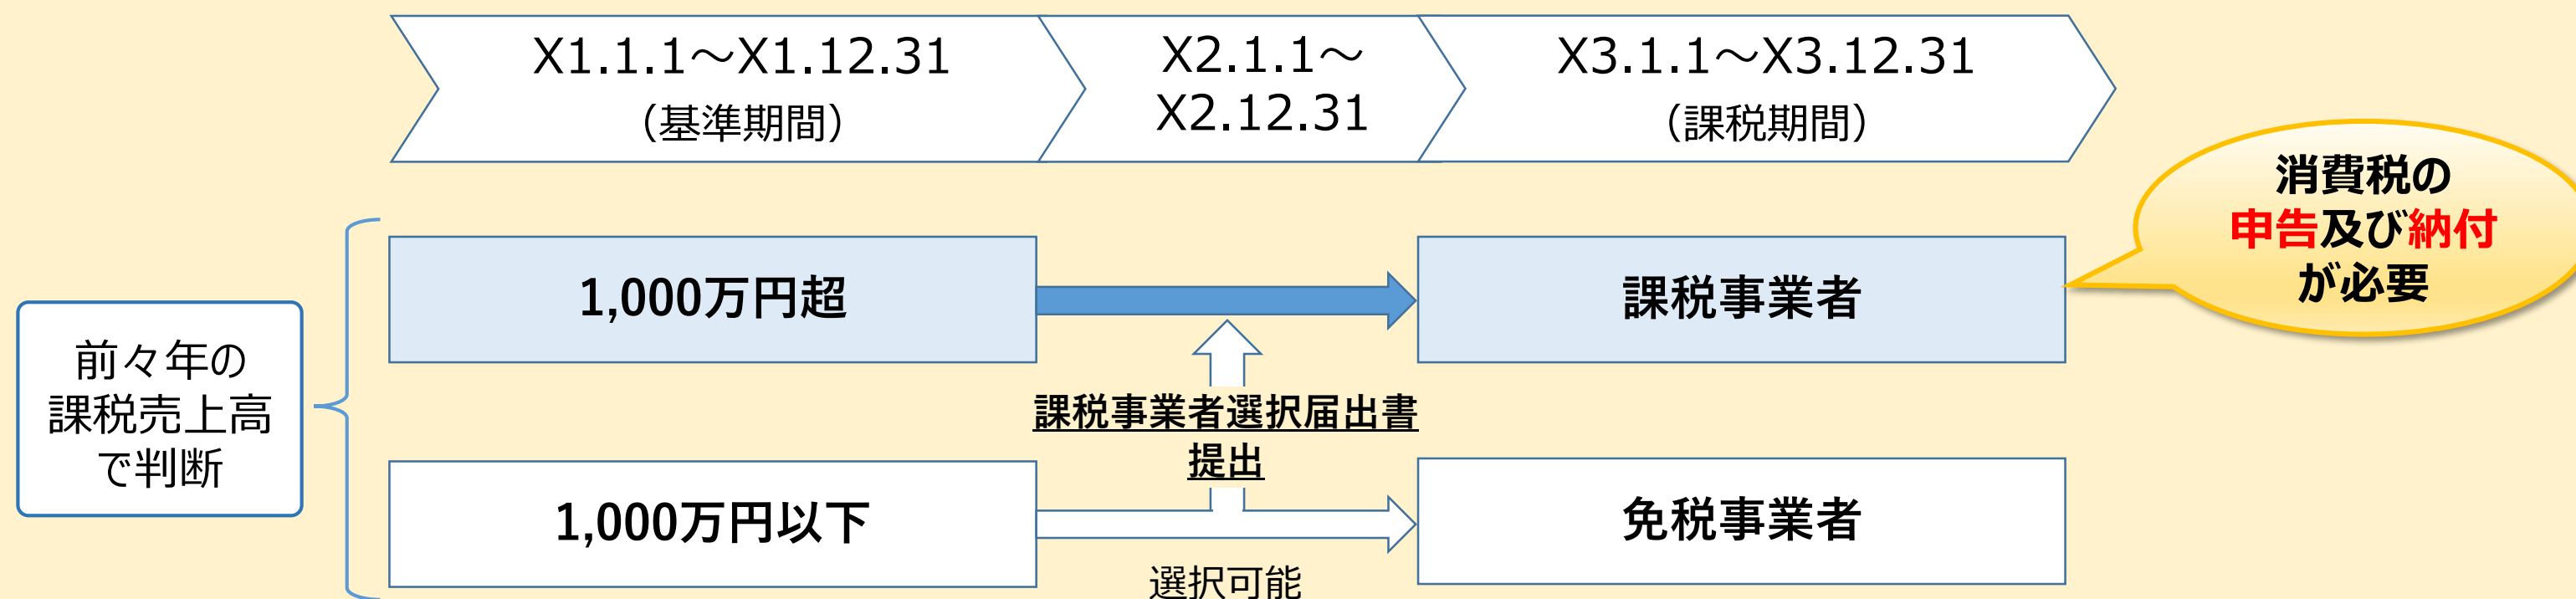 X1.1.1～X1.12.31
（基準期間）
X2.1.1～
X2.12.31
X3.1.1～X3.12.31
（課税期間）
消費税の
申告及び納付
が必要
前々年の
課税売上高
で判断
1,000万円超
課税事業者
課税事業者選択届出書
提出
1,000万円以下
免税事業者
選択可能